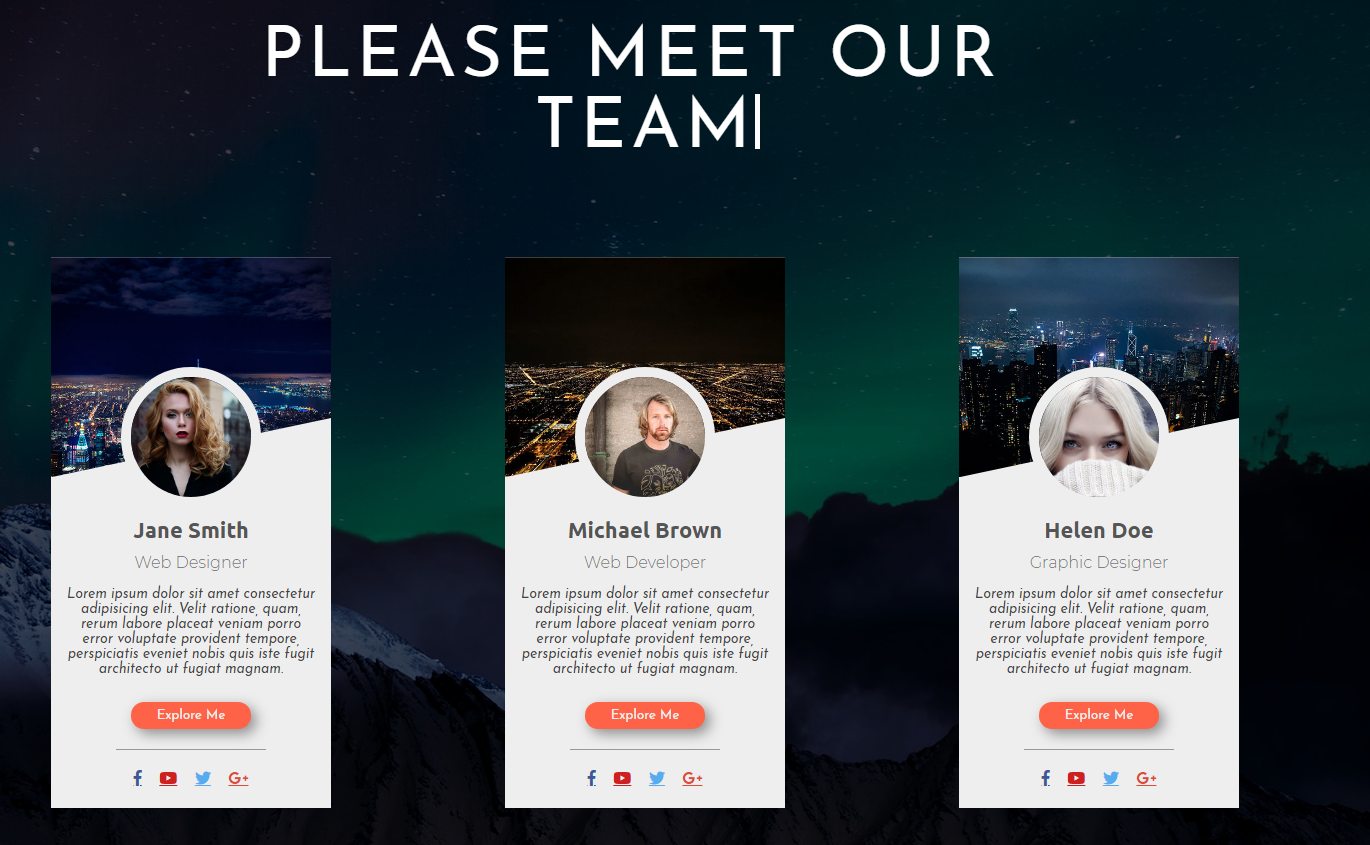 PLEASE MEET OUR
TEAM
Jane Smith
Web Designer
Lorem ipsum dolor sit amet consectetur
adipisicing elit. Velit ratione, quam,
rerum labore placeat veniam porro
error voluptate provident tempore,
perspiciatis eveniet nobis quis iste fugit
architecto ut fugiat magnam.
Explore Me
G+
Michael Brown
Web Developer
Lorem ipsum dolor sit amet consectetur
adipisicing elit. Velit ratione, quam,
rerum labore placeat veniam porro
error voluptate provident tempore,
perspiciatis eveniet nobis quis iste fugit
architecto ut fugiat magnam.
Explore Me
G+
Helen Doe
Graphic Designer
Lorem ipsum dolor sit amet consectetur
adipisicing elit. Velit ratione, quam,
rerum labore placeat veniam porro
error voluptate provident tempore,
perspiciatis eveniet nobis quis iste fugit
architecto ut fugiat magnam.
Explore Me
G+